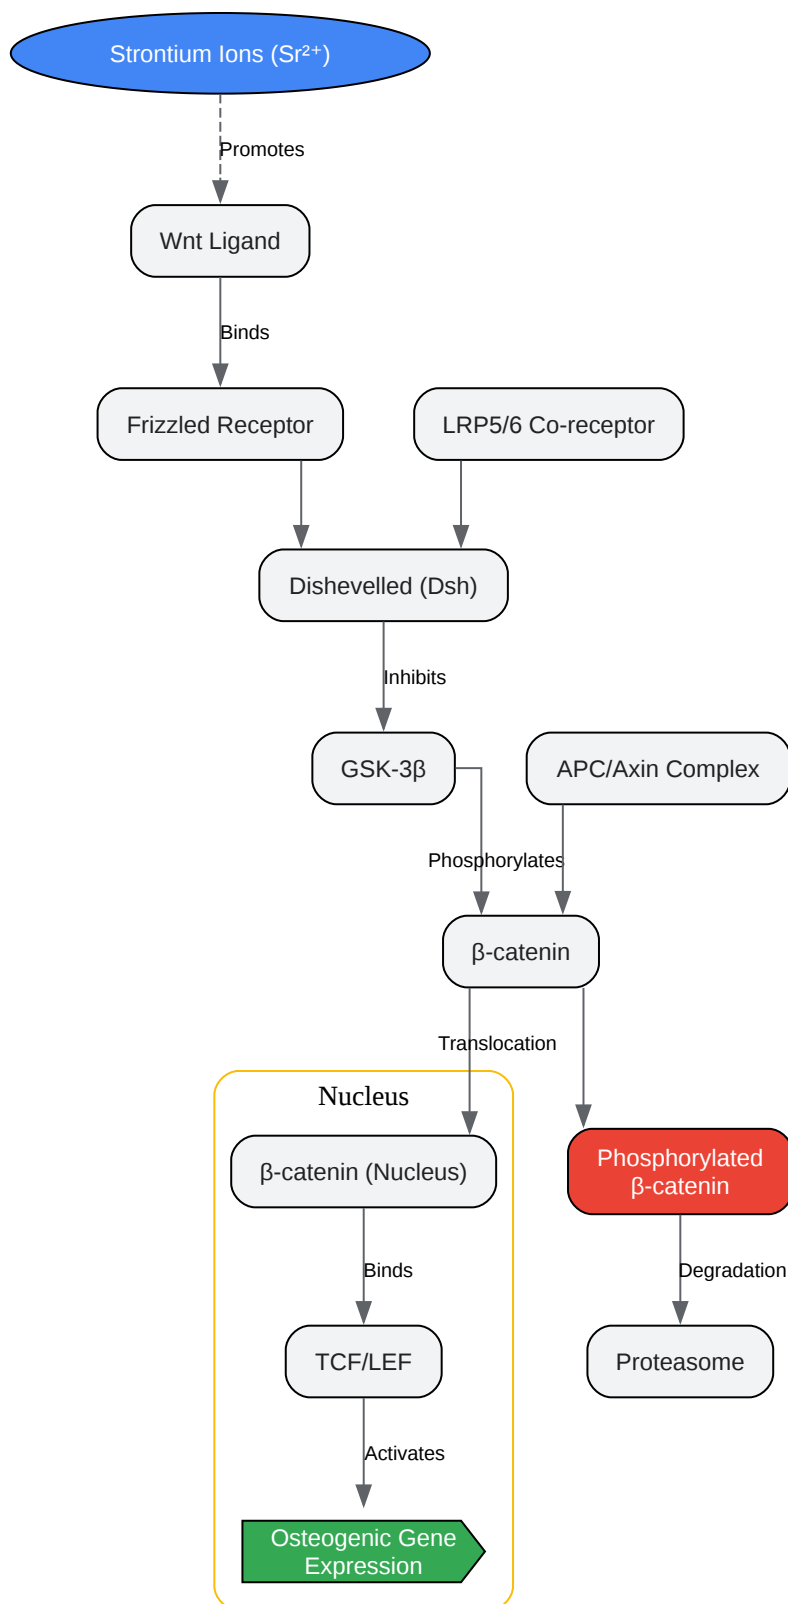 Strontium Ions (Sr²⁺)
Promotes
Wnt Ligand
Binds
Frizzled Receptor
LRP5/6 Co-receptor
Dishevelled (Dsh)
Inhibits
GSK-3β
APC/Axin Complex
Phosphorylates
β-catenin
Translocation
Nucleus
β-catenin (Nucleus)
Phosphorylated
β-catenin
Binds
Degradation
TCF/LEF
Proteasome
Activates
Osteogenic Gene
Expression